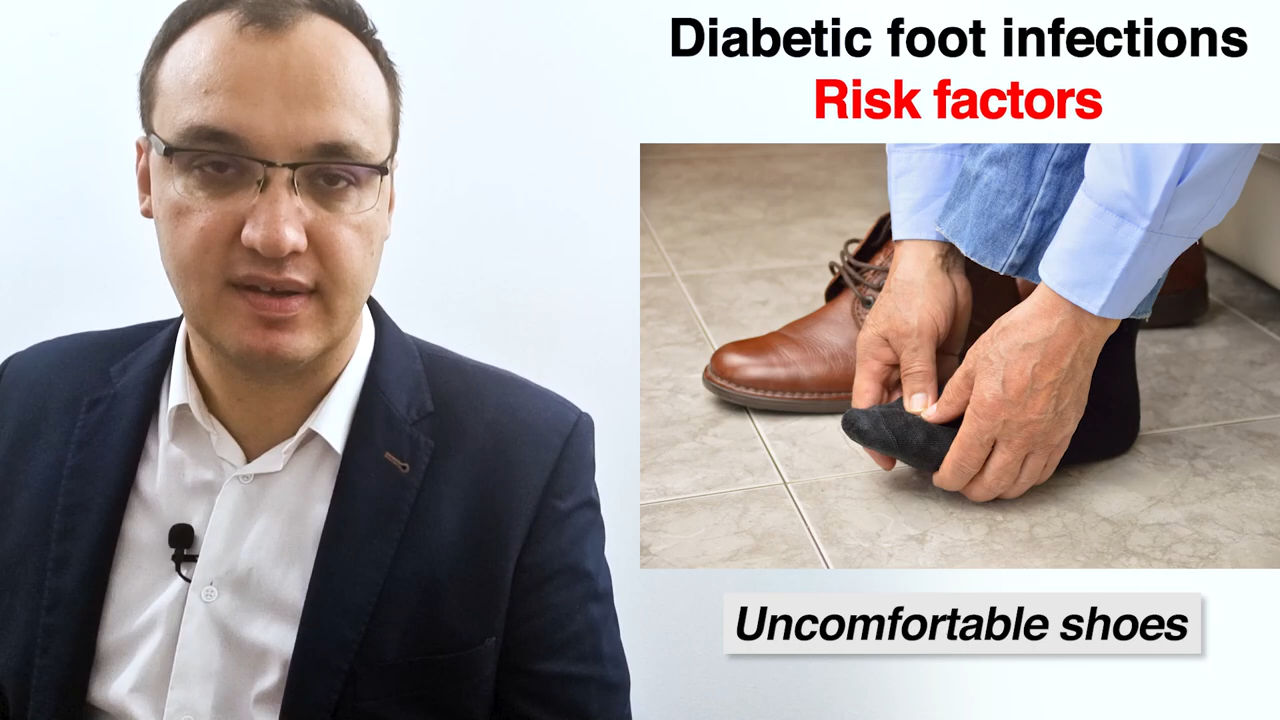 Diabetic foot infections
Risk factors
Uncomfortable shoes